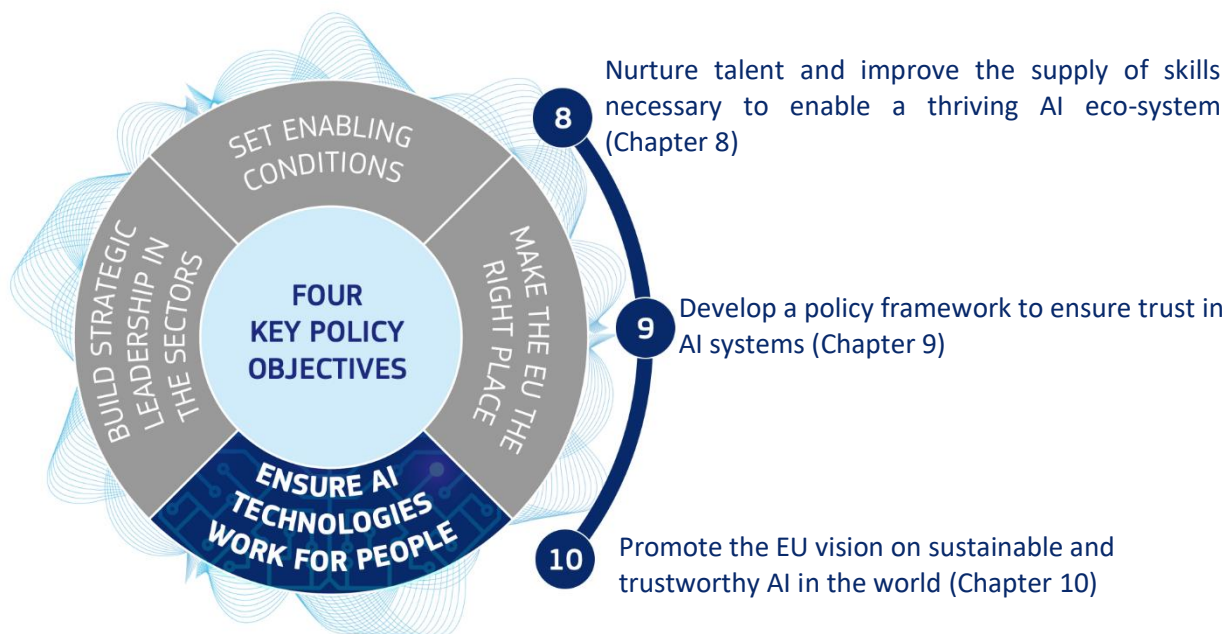 SET ENABLING
CONDITIONS
BUILD STRATEGIC
LEADERSHIP IN
THE SECTORS
FOUR
KEY POLICY
OBJECTIVES
MAKE THE EU THE
RIGHT PLACE
ENSURE AI
TECHNOLOGIES
WORK FOR PEOPLE
8
Nurture talent and improve the supply of skills
necessary to enable a thriving AI eco-system
(Chapter 8)
9
Develop a policy framework to ensure trust in
AI systems (Chapter 9)
10
Promote the EU vision on sustainable and
trustworthy AI in the world (Chapter 10)